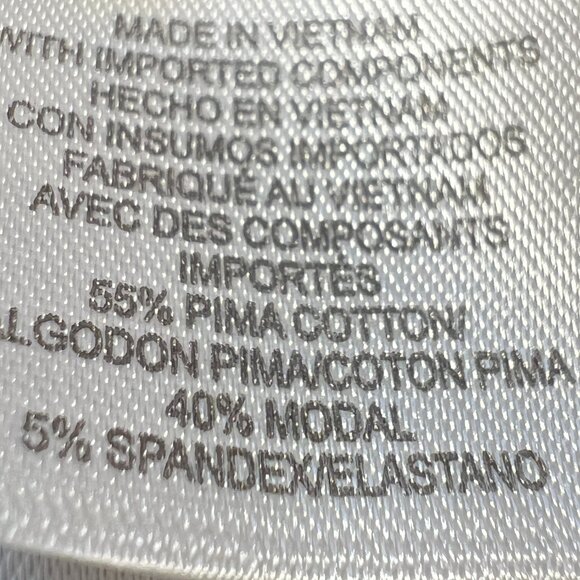 MADE IN VIETNAM
WITH IMPORTED COMPONENTS
HECHO EN VIETNAM
CON INSUMOS IMPORTADOS
FABRIQUÉ AU VIETNAM
AVEC DES COMPOSANTS
IMPORTÉS
55% PIMA COTTON/
ALGODON PIMA/COTON PIMA
40% MODAL
5% SPANDEX/ELASTANO